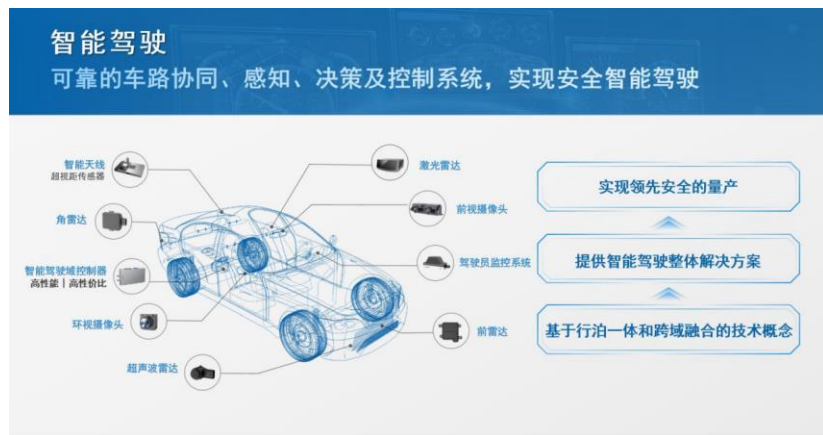 智能驾驶
可靠的车路协同、感知、决策及控制系统，实现安全智能驾驶
智能天线
超视距传感器
角雷达
智能驾驶域控制器
高性能｜高性价比
环视摄像头
超声波雷达
激光雷达
前视摄像头
驾驶员监控系统
前雷达
实现领先安全的量产
提供智能驾驶整体解决方案
基于行泊一体和跨域融合的技术概念